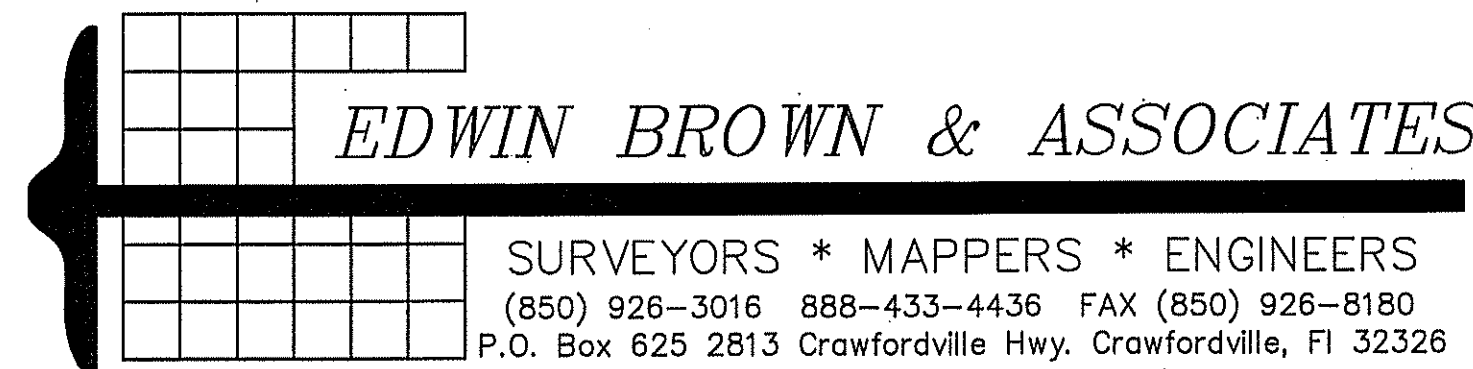 EDWIN BROWN & ASSOCIATES
SURVEYORS * MAPPERS * ENGINEERS
(850) 926-3016 888-433-4436 FAX (850) 926-8180
P.O. Box 625 2813 Crawfordville Hwy. Crawfordville, Fl 32326